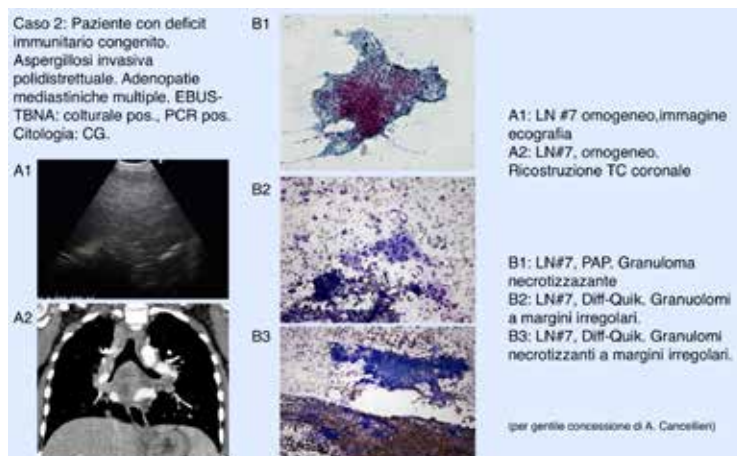 Caso 2: Paziente con deficit
immunitario congenito.
Aspergillosi invasiva
polidistrettuale. Adenopatie
mediastiniche multiple. EBUS-
TBNA: colturale pos., PCR pos.
Citologia: CG.
A1
A2
B1
B2
B3
A1: LN #7 omogeneo,immagine
ecografia
A2: LN#7, omogeneo.
Ricostruzione TC coronale
B1: LN#7, PAP. Granuloma
necrotizzazante
B2: LN#7, Diff-Quik. Granuolomi
a margini irregolari.
B3: LN#7, Diff-Quik. Granulomi
necrotizzanti a margini irregolari.
(per gentile concessione di A. Cancellieri)